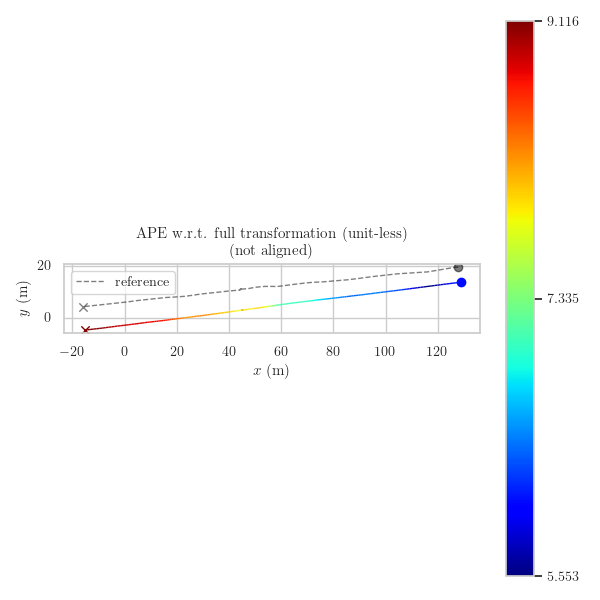 APE w.r.t. full transformation (unit-less)
(not aligned)
reference
20
0
y (m)
−20 0 20 40 60 80 100 120
x (m)
9.116
7.335
5.553